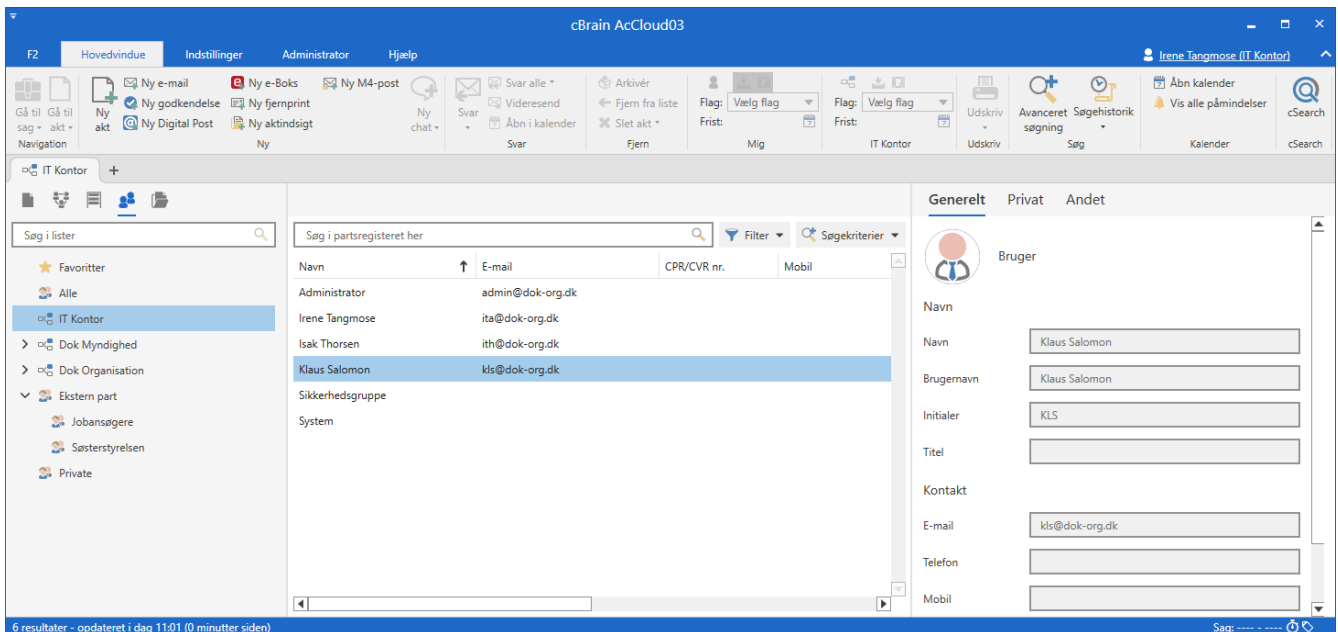 cBrain AcCloud03
F2 Hovedvindue Indstillinger Administrator Hjælp Irene Tangmose (IT Kontor)
Gå til sag Gå til akt
Navigation
Ny akt
Ny e-mail
Ny godkendelse
Ny Digital Post
Ny e-Boks
Ny fjernprint
Ny aktindsigt
Ny M4-post
Ny chat
Ny
Svar
Svar alle
Videresend
Åbn i kalender
Svar
Arkivér
Fjern fra liste
Slet akt
Fjern
Flag: Vælg flag
Frist:
Mig
Flag: Vælg flag
Frist:
IT Kontor
Udskriv
Udskriv
Avanceret søgning
Søgehistorik
Søg
Åbn kalender
Vis alle påmindelser
Kalender
cSearch
cSearch
IT Kontor +
Søg i lister
Favoritter
Alle
IT Kontor
Dok Myndighed
Dok Organisation
Ekstern part
Jobansøgere
Søsterstyrelsen
Private
Søg i partsregisteret her Filter Søgekriterier
Navn E-mail CPR/CVR nr. Mobil
Administrator admin@dok-org.dk
Irene Tangmose ita@dok-org.dk
Isak Thorsen ith@dok-org.dk
Klaus Salomon kls@dok-org.dk
Sikkerhedsgruppe
System
Generelt Privat Andet
Bruger
Navn
Navn Klaus Salomon
Brugernavn Klaus Salomon
Initialer KLS
Titel
Kontakt
E-mail kls@dok-org.dk
Telefon
Mobil
6 resultater - opdateret i dag 11:01 (0 minutter siden) Sag: ---- - ----